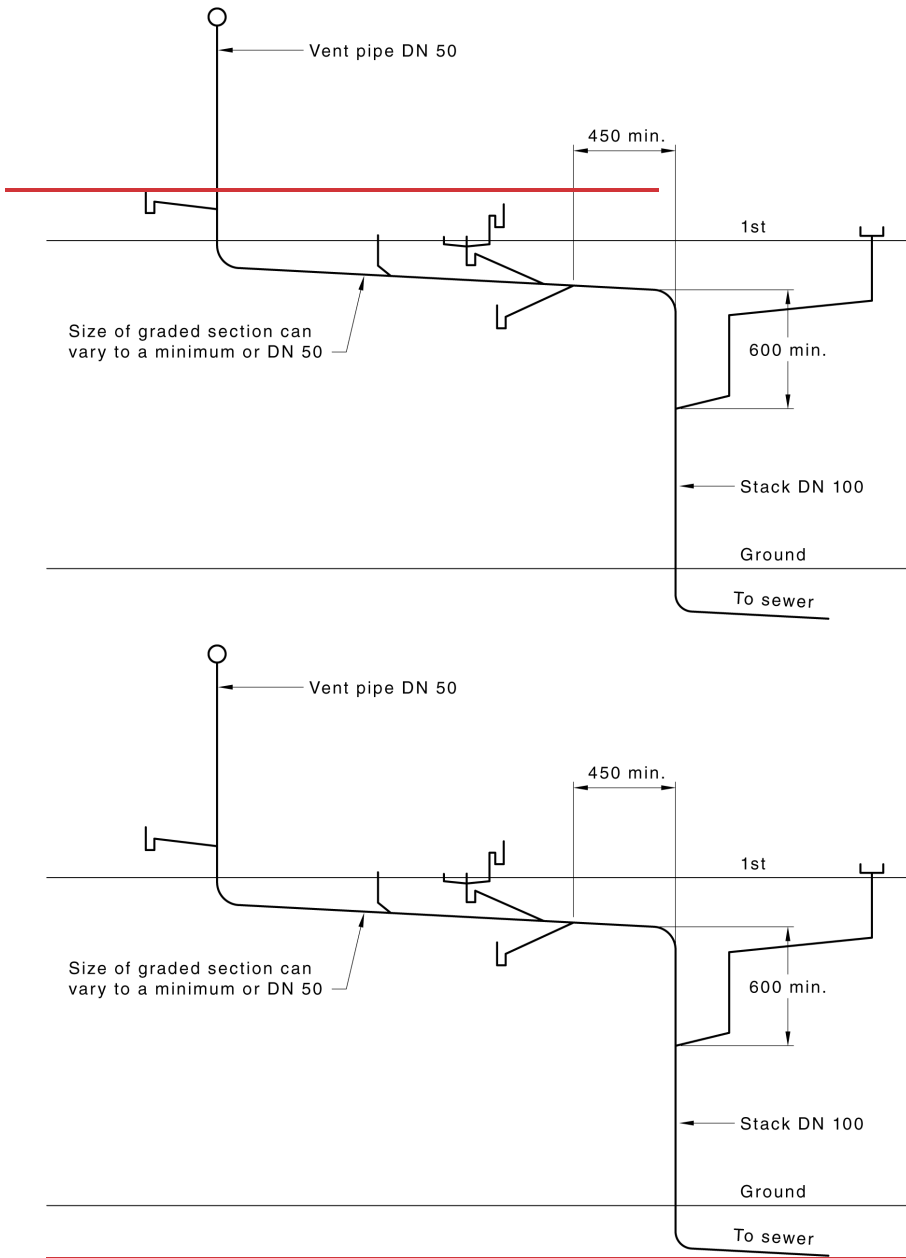 Vent pipe DN 50
450 min.
1st
Size of graded section can
vary to a minimum or DN 50
600 min.
Stack DN 100
Ground
To sewer
Vent pipe DN 50
450 min.
1st
Size of graded section can
vary to a minimum or DN 50
600 min.
Stack DN 100
Ground
To sewer